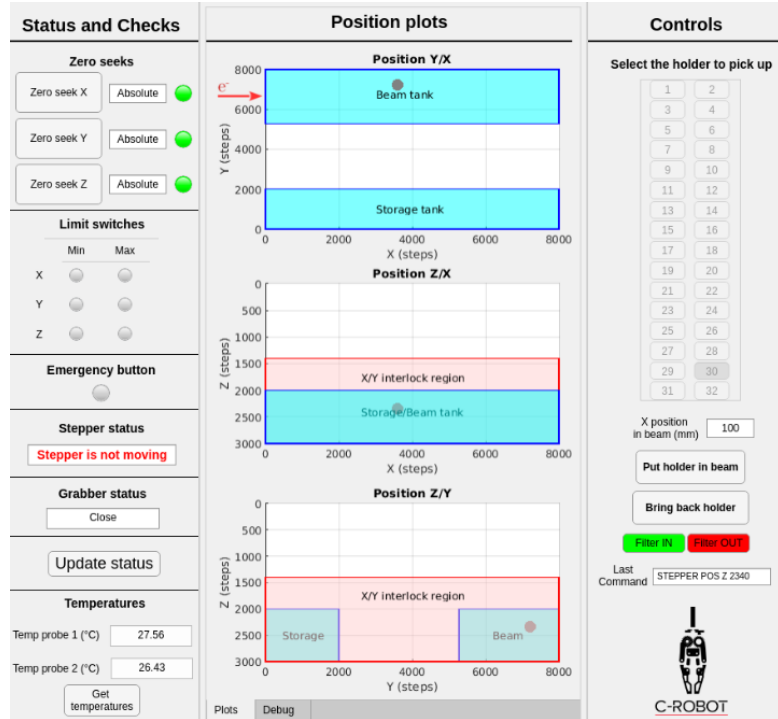 Status and Checks
Zero seeks
Zero seek X Absolute
Zero seek Y Absolute
Zero seek Z Absolute
Limit switches
Min Max
X
Y
Z
Emergency button
Stepper status
Stepper is not moving
Grabber status
Close
Update status
Temperatures
Temp probe 1 (°C) 27.56
Temp probe 2 (°C) 26.43
Get
temperatures
Position plots
Position Y/X
8000
e-
Beam tank
6000
Y (steps)
4000
2000
Storage tank
0
0 2000 4000 6000 8000
X (steps)
Position Z/X
0
500
1000
1500
X/Y interlock region
Z (steps)
2000
Storage/Beam tank
2500
3000
0 2000 4000 6000 8000
X (steps)
Position Z/Y
0
500
1000
1500
X/Y interlock region
Z (steps)
2000
2500
Storage Beam
3000
0 2000 4000 6000 8000
Y (steps)
Plots Debug
Controls
Select the holder to pick up
1 2
3 4
5 6
7 8
9 10
11 12
13 14
15 16
17 18
19 20
21 22
23 24
25 26
27 28
29 30
31 32
X position
in beam (mm) 100
Put holder in beam
Bring back holder
Filter IN Filter OUT
Last
Command STEPPER POS Z 2340
C-ROBOT